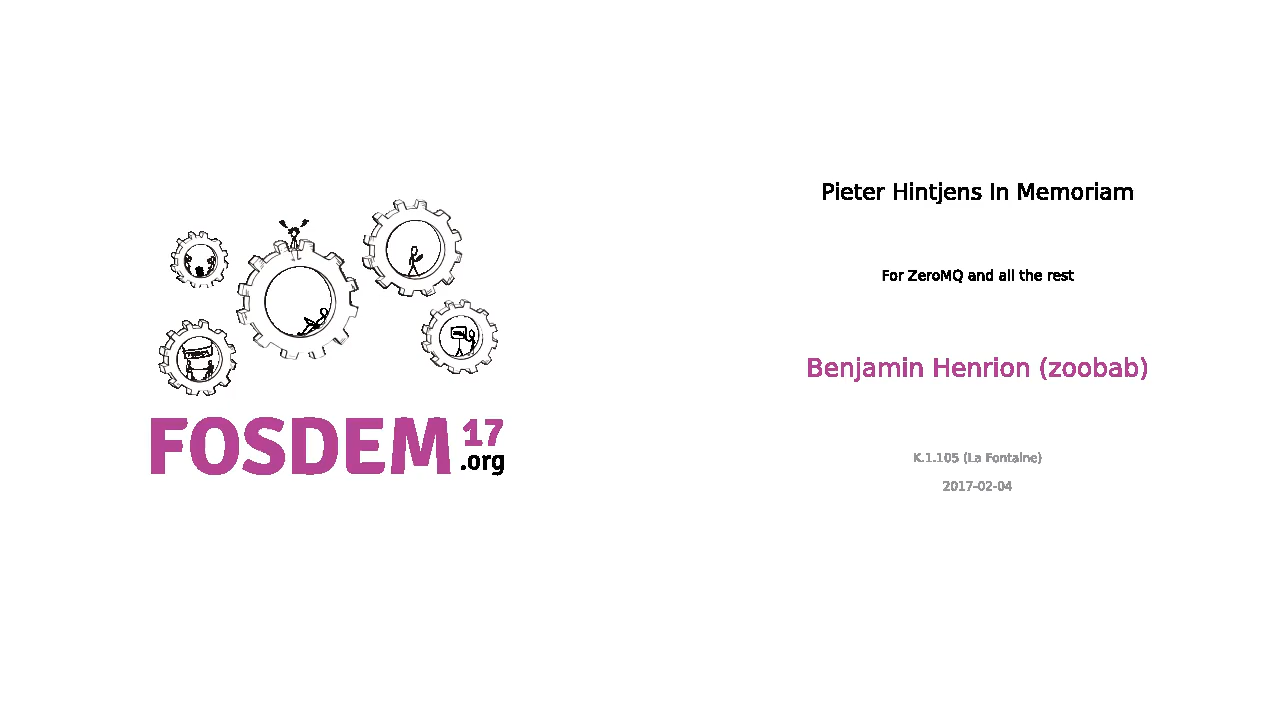 FOSDEM 17
.org
Pieter Hintjens In Memoriam
For ZeroMQ and all the rest
Benjamin Henrion (zoobab)
K.1.105 (La Fontaine)
2017-02-04